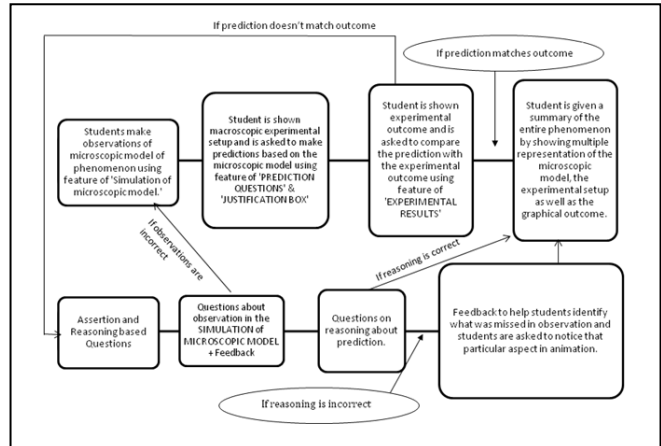 If prediction doesn't match outcome
If prediction matches outcome
Students make
observations of
microscopic model of
phenomenon using
feature of 'Simulation
of microscopic model.'
Student is shown
macroscopic experimental
setup and is asked to make
predictions based on the
microscopic model using
feature of 'PREDICTION
QUESTIONS' &
'JUSTIFICATION BOX'
Student is shown
experimental
outcome and is
asked to compare
the prediction with
the experimental
outcome using
feature of
'EXPERIMENTAL
RESULTS'
Student is given a
summary of the
entire phenomenon
by showing multiple
representation of the
microscopic model,
the experimental
setup as well as the
graphical outcome.
If observations are
incorrect
If reasoning is correct
Assertion and
Reasoning based
Questions
Questions about
observation in the
SIMULATION of
MICROSCOPIC MODEL
+ Feedback
Questions on
reasoning about
prediction.
Feedback to help students identify
what was missed in observation and
students are asked to notice that
particular aspect in animation.
If reasoning is incorrect